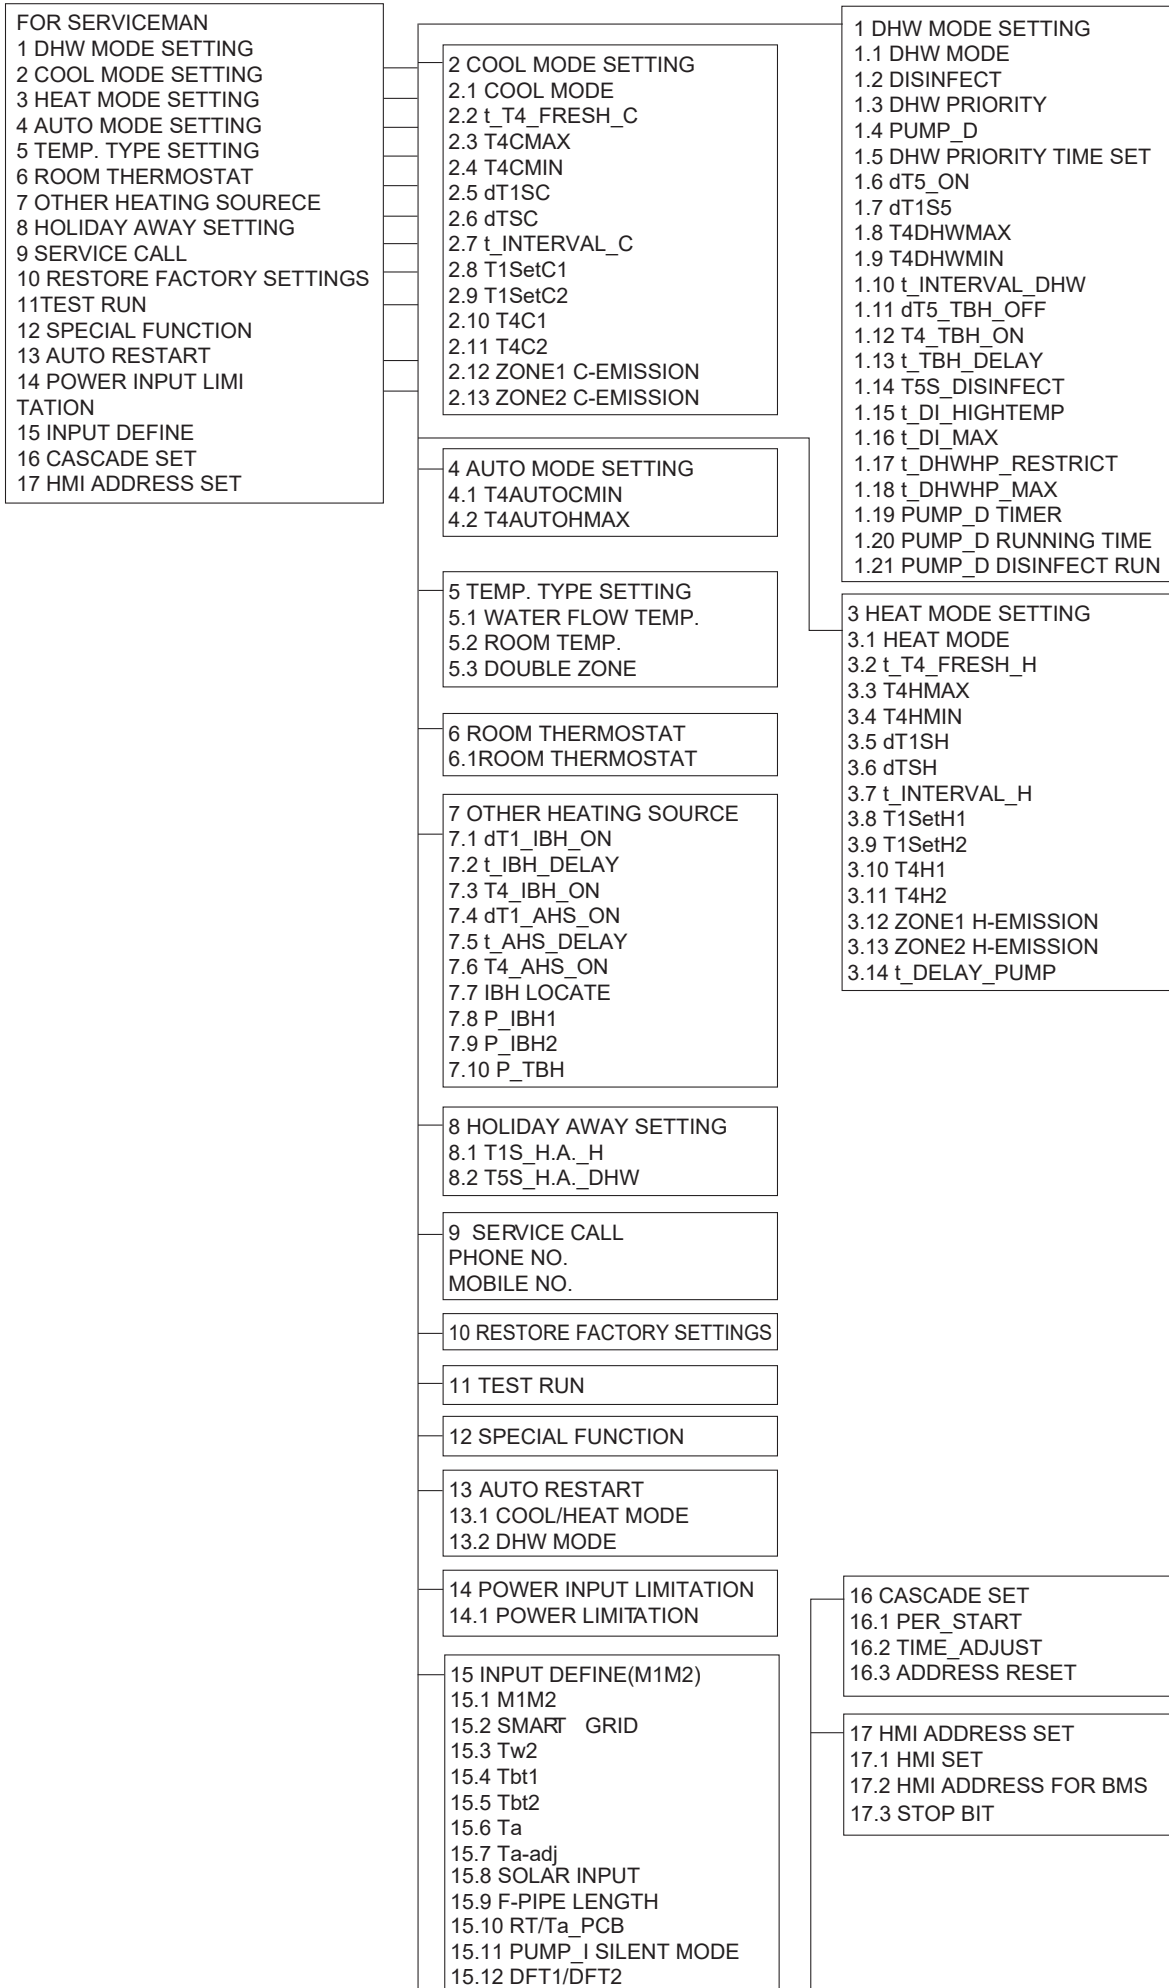 FOR SERVICEMAN
1 DHW MODE SETTING
2 COOL MODE SETTING
3 HEAT MODE SETTING
4 AUTO MODE SETTING
5 TEMP. TYPE SETTING
6 ROOM THERMOSTAT
7 OTHER HEATING SOURECE
8 HOLIDAY AWAY SETTING
9 SERVICE CALL
10 RESTORE FACTORY SETTINGS
11TEST RUN
12 SPECIAL FUNCTION
13 AUTO RESTART
14 POWER INPUT LIMI
TATION
15 INPUT DEFINE
16 CASCADE SET
17 HMI ADDRESS SET
2 COOL MODE SETTING
2.1 COOL MODE
2.2 t_T4_FRESH_C
2.3 T4CMAX
2.4 T4CMIN
2.5 dT1SC
2.6 dTSC
2.7 t_INTERVAL_C
2.8 T1SetC1
2.9 T1SetC2
2.10 T4C1
2.11 T4C2
2.12 ZONE1 C-EMISSION
2.13 ZONE2 C-EMISSION
4 AUTO MODE SETTING
4.1 T4AUTOCMIN
4.2 T4AUTOHMAX
5 TEMP. TYPE SETTING
5.1 WATER FLOW TEMP.
5.2 ROOM TEMP.
5.3 DOUBLE ZONE
6 ROOM THERMOSTAT
6.1ROOM THERMOSTAT
7 OTHER HEATING SOURCE
7.1 dT1_IBH_ON
7.2 t_IBH_DELAY
7.3 T4_IBH_ON
7.4 dT1_AHS_ON
7.5 t_AHS_DELAY
7.6 T4_AHS_ON
7.7 IBH LOCATE
7.8 P_IBH1
7.9 P_IBH2
7.10 P_TBH
8 HOLIDAY AWAY SETTING
8.1 T1S_H.A._H
8.2 T5S_H.A._DHW
9 SERVICE CALL
PHONE NO.
MOBILE NO.
10 RESTORE FACTORY SETTINGS
11 TEST RUN
12 SPECIAL FUNCTION
13 AUTO RESTART
13.1 COOL/HEAT MODE
13.2 DHW MODE
14 POWER INPUT LIMITATION
14.1 POWER LIMITATION
15 INPUT DEFINE(M1M2)
15.1 M1M2
15.2 SMART GRID
15.3 Tw2
15.4 Tbt1
15.5 Tbt2
15.6 Ta
15.7 Ta-adj
15.8 SOLAR INPUT
15.9 F-PIPE LENGTH
15.10 RT/Ta_PCB
15.11 PUMP_I SILENT MODE
15.12 DFT1/DFT2
1 DHW MODE SETTING
1.1 DHW MODE
1.2 DISINFECT
1.3 DHW PRIORITY
1.4 PUMP_D
1.5 DHW PRIORITY TIME SET
1.6 dT5_ON
1.7 dT1S5
1.8 T4DHWMAX
1.9 T4DHWMIN
1.10 t_INTERVAL_DHW
1.11 dT5_TBH_OFF
1.12 T4_TBH_ON
1.13 t_TBH_DELAY
1.14 T5S_DISINFECT
1.15 t_DI_HIGHTEMP
1.16 t_DI_MAX
1.17 t_DHWHP_RESTRICT
1.18 t_DHWHP_MAX
1.19 PUMP_D TIMER
1.20 PUMP_D RUNNING TIME
1.21 PUMP_D DISINFECT RUN
3 HEAT MODE SETTING
3.1 HEAT MODE
3.2 t_T4_FRESH_H
3.3 T4HMAX
3.4 T4HMIN
3.5 dT1SH
3.6 dTSH
3.7 t_INTERVAL_H
3.8 T1SetH1
3.9 T1SetH2
3.10 T4H1
3.11 T4H2
3.12 ZONE1 H-EMISSION
3.13 ZONE2 H-EMISSION
3.14 t_DELAY_PUMP
16 CASCADE SET
16.1 PER_START
16.2 TIME_ADJUST
16.3 ADDRESS RESET
17 HMI ADDRESS SET
17.1 HMI SET
17.2 HMI ADDRESS FOR BMS
17.3 STOP BIT